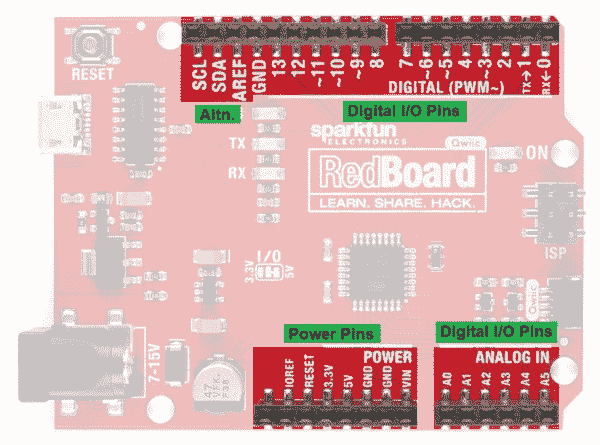 SCL
SDA
AREF
GND
13
12
~11
~10
~9
8
7
~6
~5
4
~3
2
TX→1
RX←0
DIGITAL (PWM~)
RESET
Altn.
Digital I/O Pins
sparkfun
ELECTRONICS
Qwiic
TX
RX
ON
RedBoard
LEARN. SHARE. HACK.
ISP
I/O
3.3V
5V
Qwiic
7-15V
Power Pins
Digital I/O Pins
POWER
ANALOG IN
IOREF
RESET
3.3V
5V
GND
GND
VIN
A0
A1
A2
A3
A4
A5
47